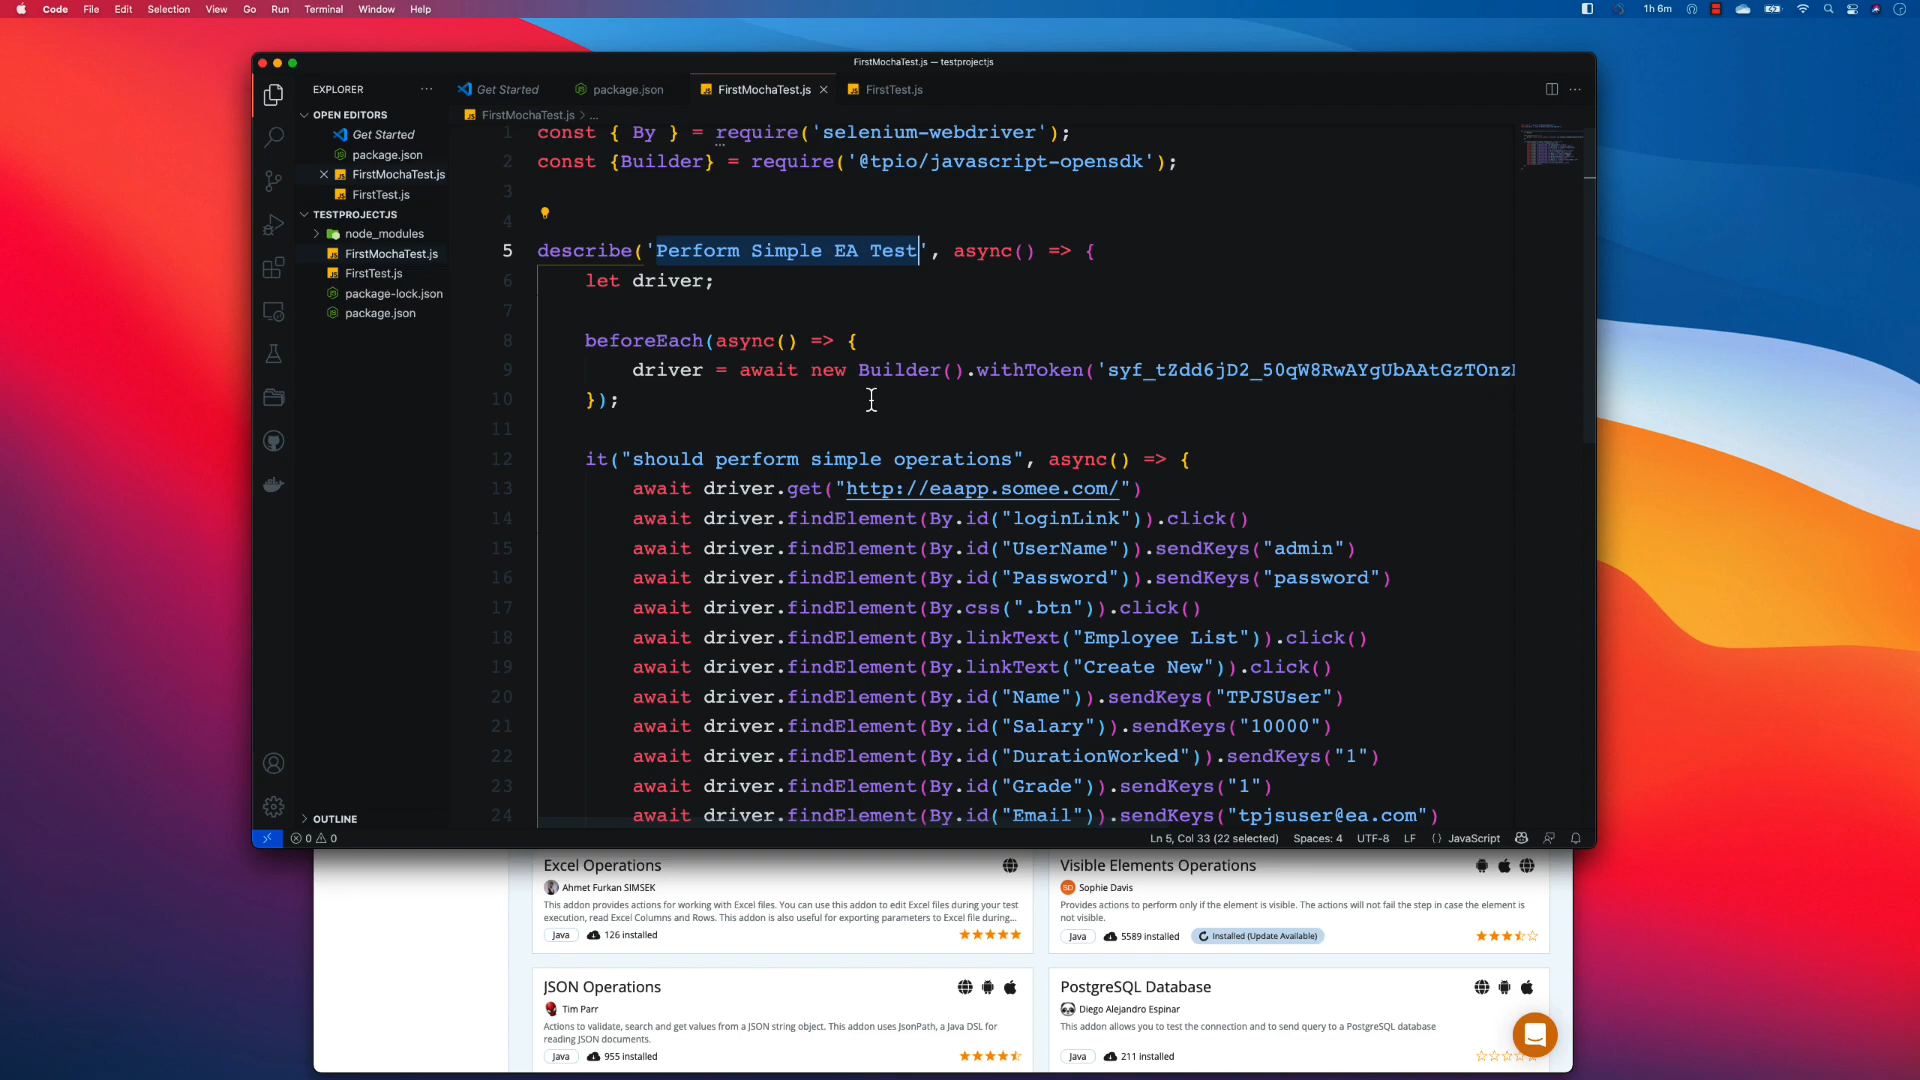 Code File Edit Selection View Go Run Terminal Window Help
1h 6m
FirstMochaTest.js — testprojectjs
EXPLORER
Get Started
package.json
FirstMochaTest.js
FirstTest.js
OPEN EDITORS
Get Started
package.json
FirstMochaTest.js
FirstTest.js
TESTPROJECTJS
node_modules
FirstMochaTest.js
FirstTest.js
package-lock.json
package.json
OUTLINE
FirstMochaTest.js > ...
1 const { By } = require('selenium-webdriver');
2 const {Builder} = require('@tpio/javascript-opensdk');
3
4
5 describe('Perform Simple EA Test', async() => {
6 let driver;
7
8 beforeEach(async() => {
9 driver = await new Builder().withToken('syf_tZdd6jD2_50qW8RwAYgUbAAtGzTOnz
10 });
11
12 it("should perform simple operations", async() => {
13 await driver.get("http://eaapp.somee.com/")
14 await driver.findElement(By.id("loginLink")).click()
15 await driver.findElement(By.id("UserName")).sendKeys("admin")
16 await driver.findElement(By.id("Password")).sendKeys("password")
17 await driver.findElement(By.css(".btn")).click()
18 await driver.findElement(By.linkText("Employee List")).click()
19 await driver.findElement(By.linkText("Create New")).click()
20 await driver.findElement(By.id("Name")).sendKeys("TPJSUser")
21 await driver.findElement(By.id("Salary")).sendKeys("10000")
22 await driver.findElement(By.id("DurationWorked")).sendKeys("1")
23 await driver.findElement(By.id("Grade")).sendKeys("1")
24 await driver.findElement(By.id("Email")).sendKeys("tpjsuser@ea.com")
0 0
Ln 5, Col 33 (22 selected) Spaces: 4 UTF-8 LF JavaScript
Excel Operations
Ahmet Furkan SIMSEK
This addon provides actions for working with Excel files. You can use this addon to edit Excel files during your test
execution, read Excel Columns and Rows. This addon is also useful for exporting parameters to Excel file during...
Java 126 installed
Visible Elements Operations
SD Sophie Davis
Provides actions to perform only if the element is visible. The actions will not fail the step in case the element is
not visible.
Java 5589 installed Installed (Update Available)
JSON Operations
Tim Parr
Actions to validate, search and get values from a JSON string object. This addon uses JsonPath, a Java DSL for
reading JSON documents.
Java 955 installed
PostgreSQL Database
Diego Alejandro Espinar
This addon allows you to test the connection and to send query to a PostgreSQL database
Java 211 installed